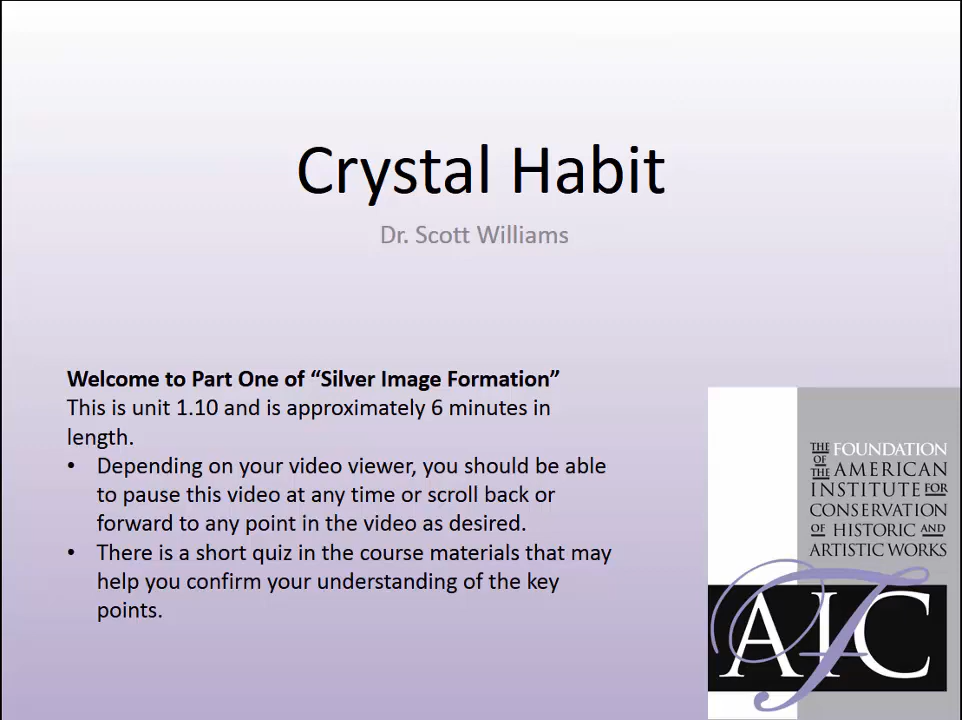 Crystal Habit
Dr. Scott Williams
Welcome to Part One of “Silver Image Formation”
This is unit 1.10 and is approximately 6 minutes in
length.
• Depending on your video viewer, you should be able
to pause this video at any time or scroll back or
forward to any point in the video as desired.
• There is a short quiz in the course materials that may
help you confirm your understanding of the key
points.
THE FOUNDATION
OF
THE AMERICAN
INSTITUTE FOR
CONSERVATION
OF HISTORIC AND
ARTISTIC WORKS
AIC